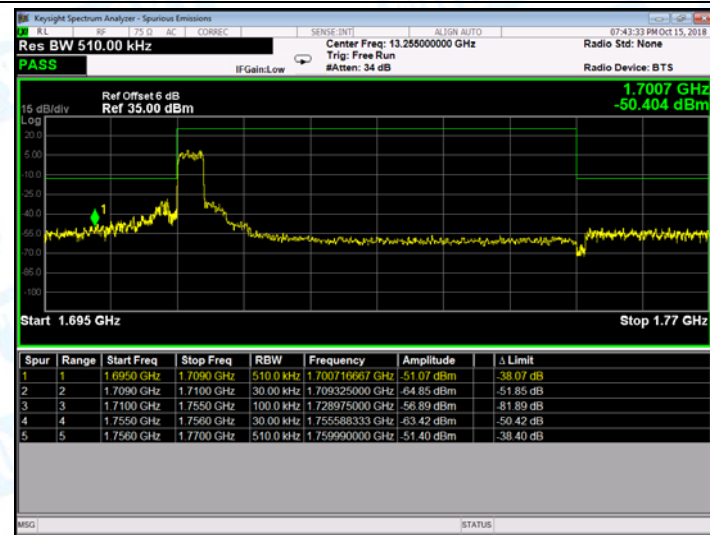 Keysight Spectrum Analyzer - Spurious Emissions
RL RF 75 Ω AC CORREC SENSE:INT ALIGN AUTO 07:43:33 PM Oct 15, 2018
Res BW 510.00 kHz Center Freq: 13.255000000 GHz Radio Std: None
Trig: Free Run
PASS IFGain:Low #Atten: 34 dB Radio Device: BTS
Ref Offset 6 dB 1.7007 GHz
15 dB/div Ref 35.00 dBm -50.404 dBm
Log
20.0
5.00
-10.0
-25.0
-40.0
1
-55.0
-70.0
-85.0
-100
Start 1.695 GHz Stop 1.77 GHz
Spur Range Start Freq Stop Freq RBW Frequency Amplitude Δ Limit
1 1 1.6950 GHz 1.7090 GHz 510.0 kHz 1.700716667 GHz -51.07 dBm -38.07 dB
2 2 1.7090 GHz 1.7100 GHz 30.00 kHz 1.709325000 GHz -64.85 dBm -51.85 dB
3 3 1.7100 GHz 1.7550 GHz 100.0 kHz 1.728975000 GHz -56.89 dBm -81.89 dB
4 4 1.7550 GHz 1.7560 GHz 30.00 kHz 1.755588333 GHz -63.42 dBm -50.42 dB
5 5 1.7560 GHz 1.7700 GHz 510.0 kHz 1.759990000 GHz -51.40 dBm -38.40 dB
MSG STATUS